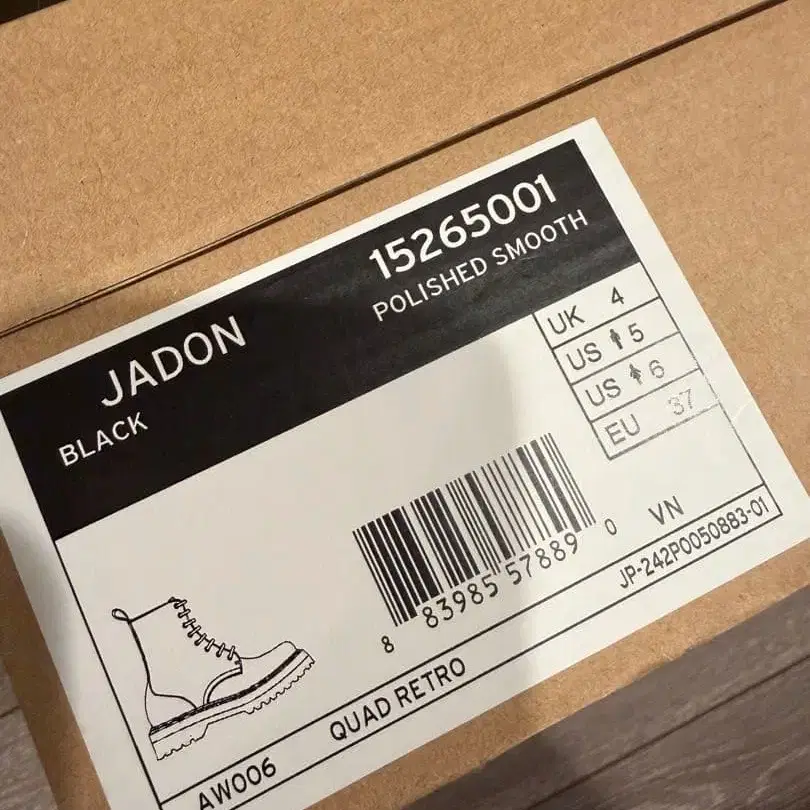 JADON
BLACK
15265001
POLISHED SMOOTH
UK 4
US 5
US 6
EU 37
8 83985 57889 0
VN
JP-242P0050883-01
AW006 QUAD RETRO